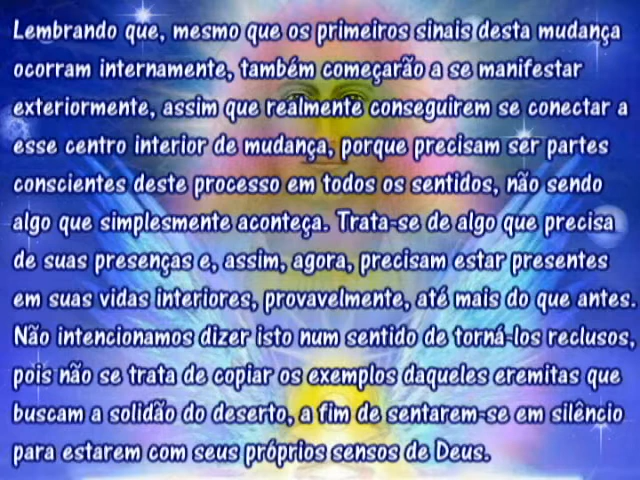 Lembrando que, mesmo que os primeiros sinais desta mudança
ocorram internamente, também começarão a se manifestar
exteriormente, assim que realmente conseguirem se conectar a
esse centro interior de mudança, porque precisam ser partes
conscientes deste processo em todos os sentidos, não sendo
algo que simplesmente aconteça. Trata-se de algo que precisa
de suas presenças e, assim, agora, precisam estar presentes
em suas vidas interiores, provavelmente, até mais do que antes.
Não intencionamos dizer isto num sentido de torná-los reclusos,
pois não se trata de copiar os exemplos daqueles eremitas que
buscam a solidão do deserto, a fim de sentarem-se em silêncio
para estarem com seus próprios sensos de Deus.